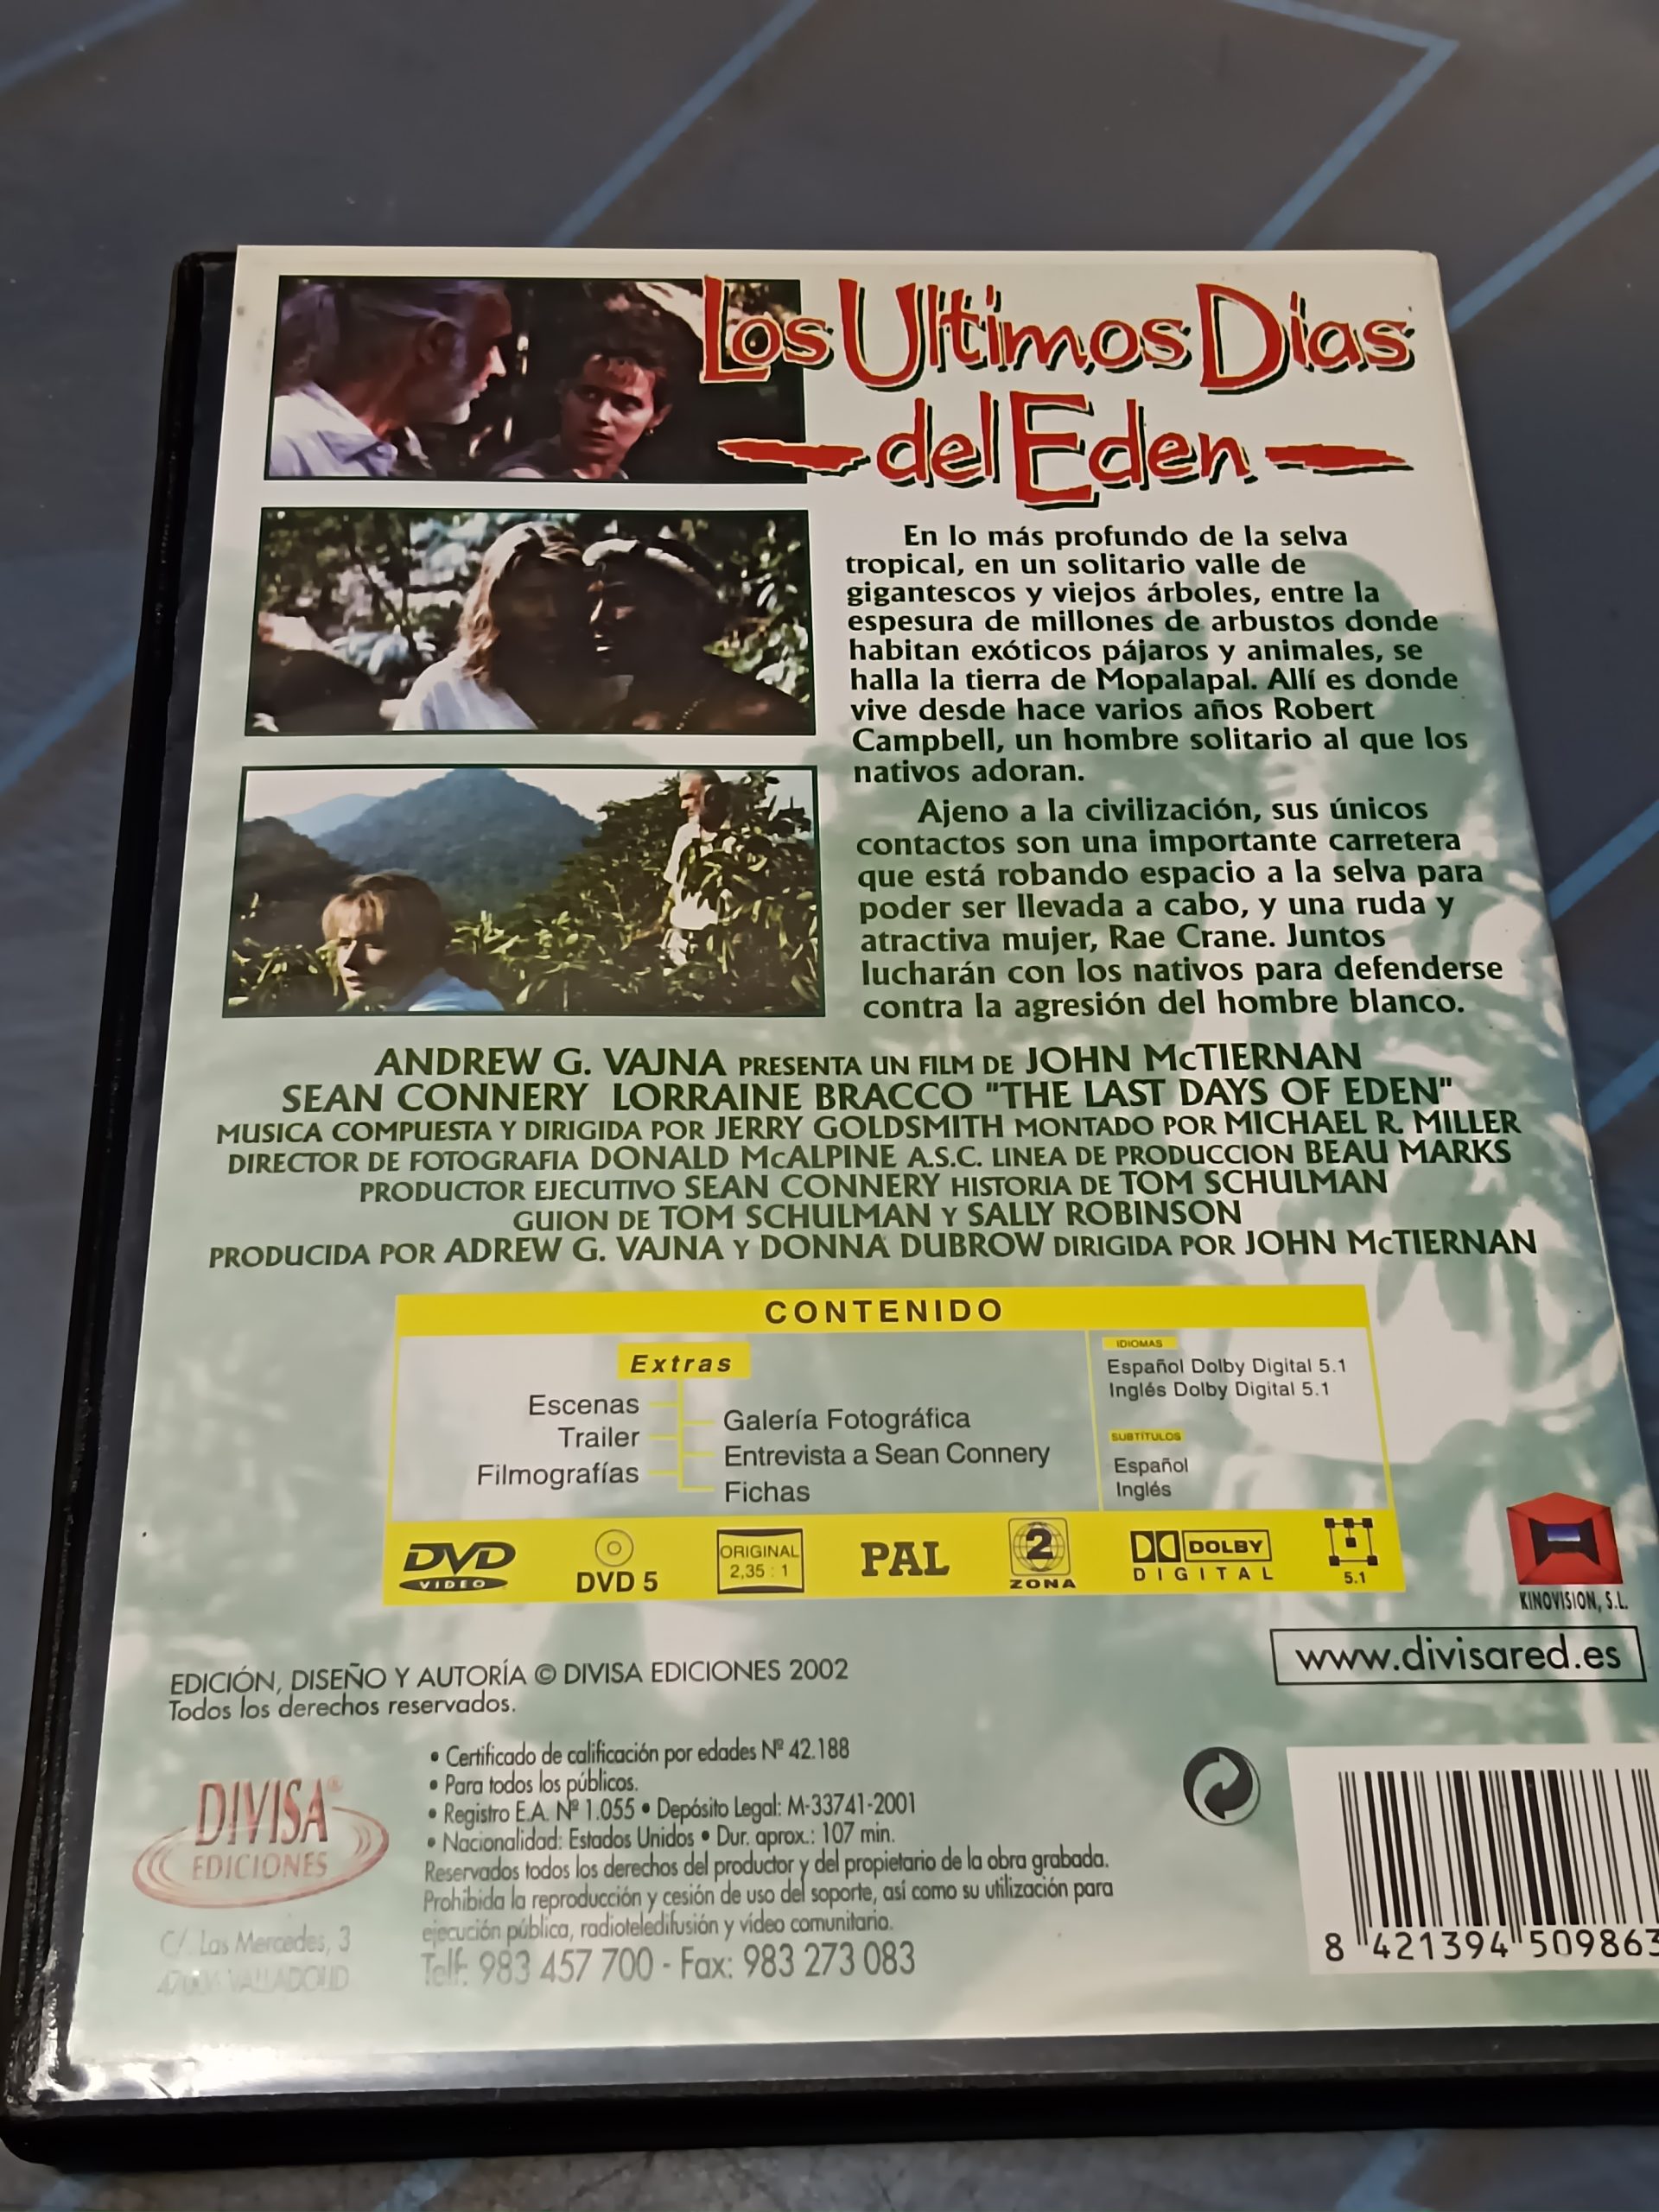 Los Ultimos Dias
del Eden
En lo más profundo de la selva
tropical, en un solitario valle de
gigantescos y viejos árboles, entre la
espesura de millones de arbustos donde
habitan exóticos pájaros y animales, se
halla la tierra de Mopalapal. Allí es donde
vive desde hace varios años Robert
Campbell, un hombre solitario al que los
nativos adoran.
Ajeno a la civilización, sus únicos
contactos son una importante carretera
que está robando espacio a la selva para
poder ser llevada a cabo, y una ruda y
atractiva mujer, Rae Crane. Juntos
lucharán con los nativos para defenderse
contra la agresión del hombre blanco.
ANDREW G. VAJNA PRESENTA UN FILM DE JOHN McTIERNAN
SEAN CONNERY LORRAINE BRACCO "THE LAST DAYS OF EDEN"
MUSICA COMPUESTA Y DIRIGIDA POR JERRY GOLDSMITH MONTADO POR MICHAEL R. MILLER
DIRECTOR DE FOTOGRAFIA DONALD McALPINE A.S.C. LINEA DE PRODUCCION BEAU MARKS
PRODUCTOR EJECUTIVO SEAN CONNERY HISTORIA DE TOM SCHULMAN
GUION DE TOM SCHULMAN Y SALLY ROBINSON
PRODUCIDA POR ADREW G. VAJNA Y DONNA DUBROW DIRIGIDA POR JOHN McTIERNAN
CONTENIDO
Extras
Escenas
Trailer
Filmografías
Galería Fotográfica
Entrevista a Sean Connery
Fichas
IDIOMAS
Español Dolby Digital 5.1
Inglés Dolby Digital 5.1
SUBTÍTULOS
Español
Inglés
DVD
VIDEO
DVD 5
ORIGINAL
2,35 : 1
PAL
2
ZONA
DOLBY
DIGITAL
5.1
KINOVISION, S.L.
www.divisared.es
EDICIÓN, DISEÑO Y AUTORÍA © DIVISA EDICIONES 2002
Todos los derechos reservados.
DIVISA®
EDICIONES
C/. Las Mercedes, 3
47006 VALLADOLID
• Certificado de calificación por edades Nº 42.188
• Para todos los públicos.
• Registro E.A. Nº 1.055 • Depósito Legal: M-33741-2001
• Nacionalidad: Estados Unidos • Dur. aprox.: 107 min.
Reservados todos los derechos del productor y del propietario de la obra grabada.
Prohibida la reproducción y cesión de uso del soporte, así como su utilización para
ejecución pública, radioteledifusión y vídeo comunitario.
Telf: 983 457 700 - Fax: 983 273 083
8 421394 509863